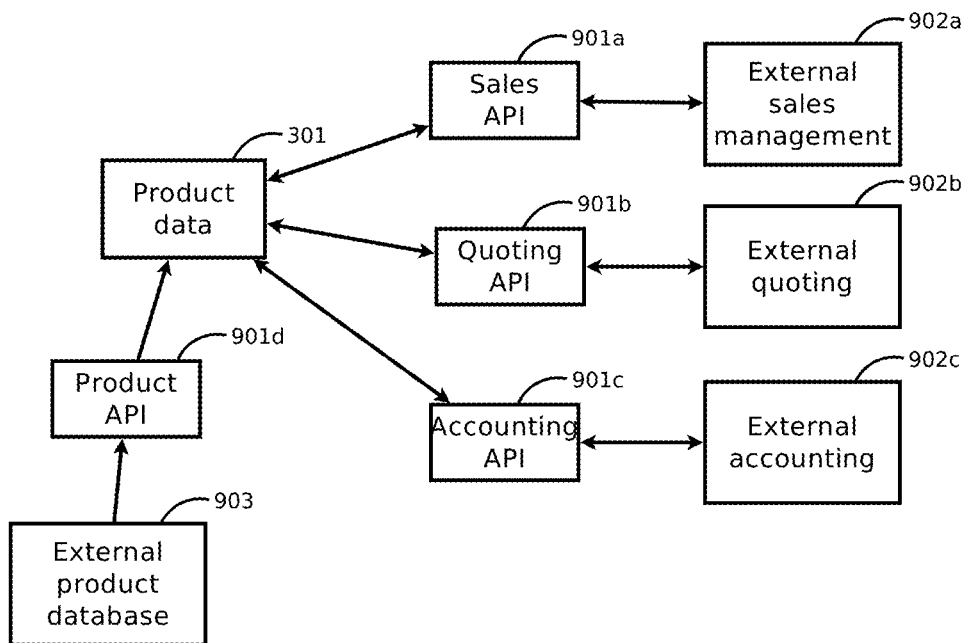 901a
902a
Sales
API
External
sales
management
301
Product
data
901b
902b
Quoting
API
External
quoting
901d
Product
API
901c
902c
Accounting
API
External
accounting
903
External
product
database